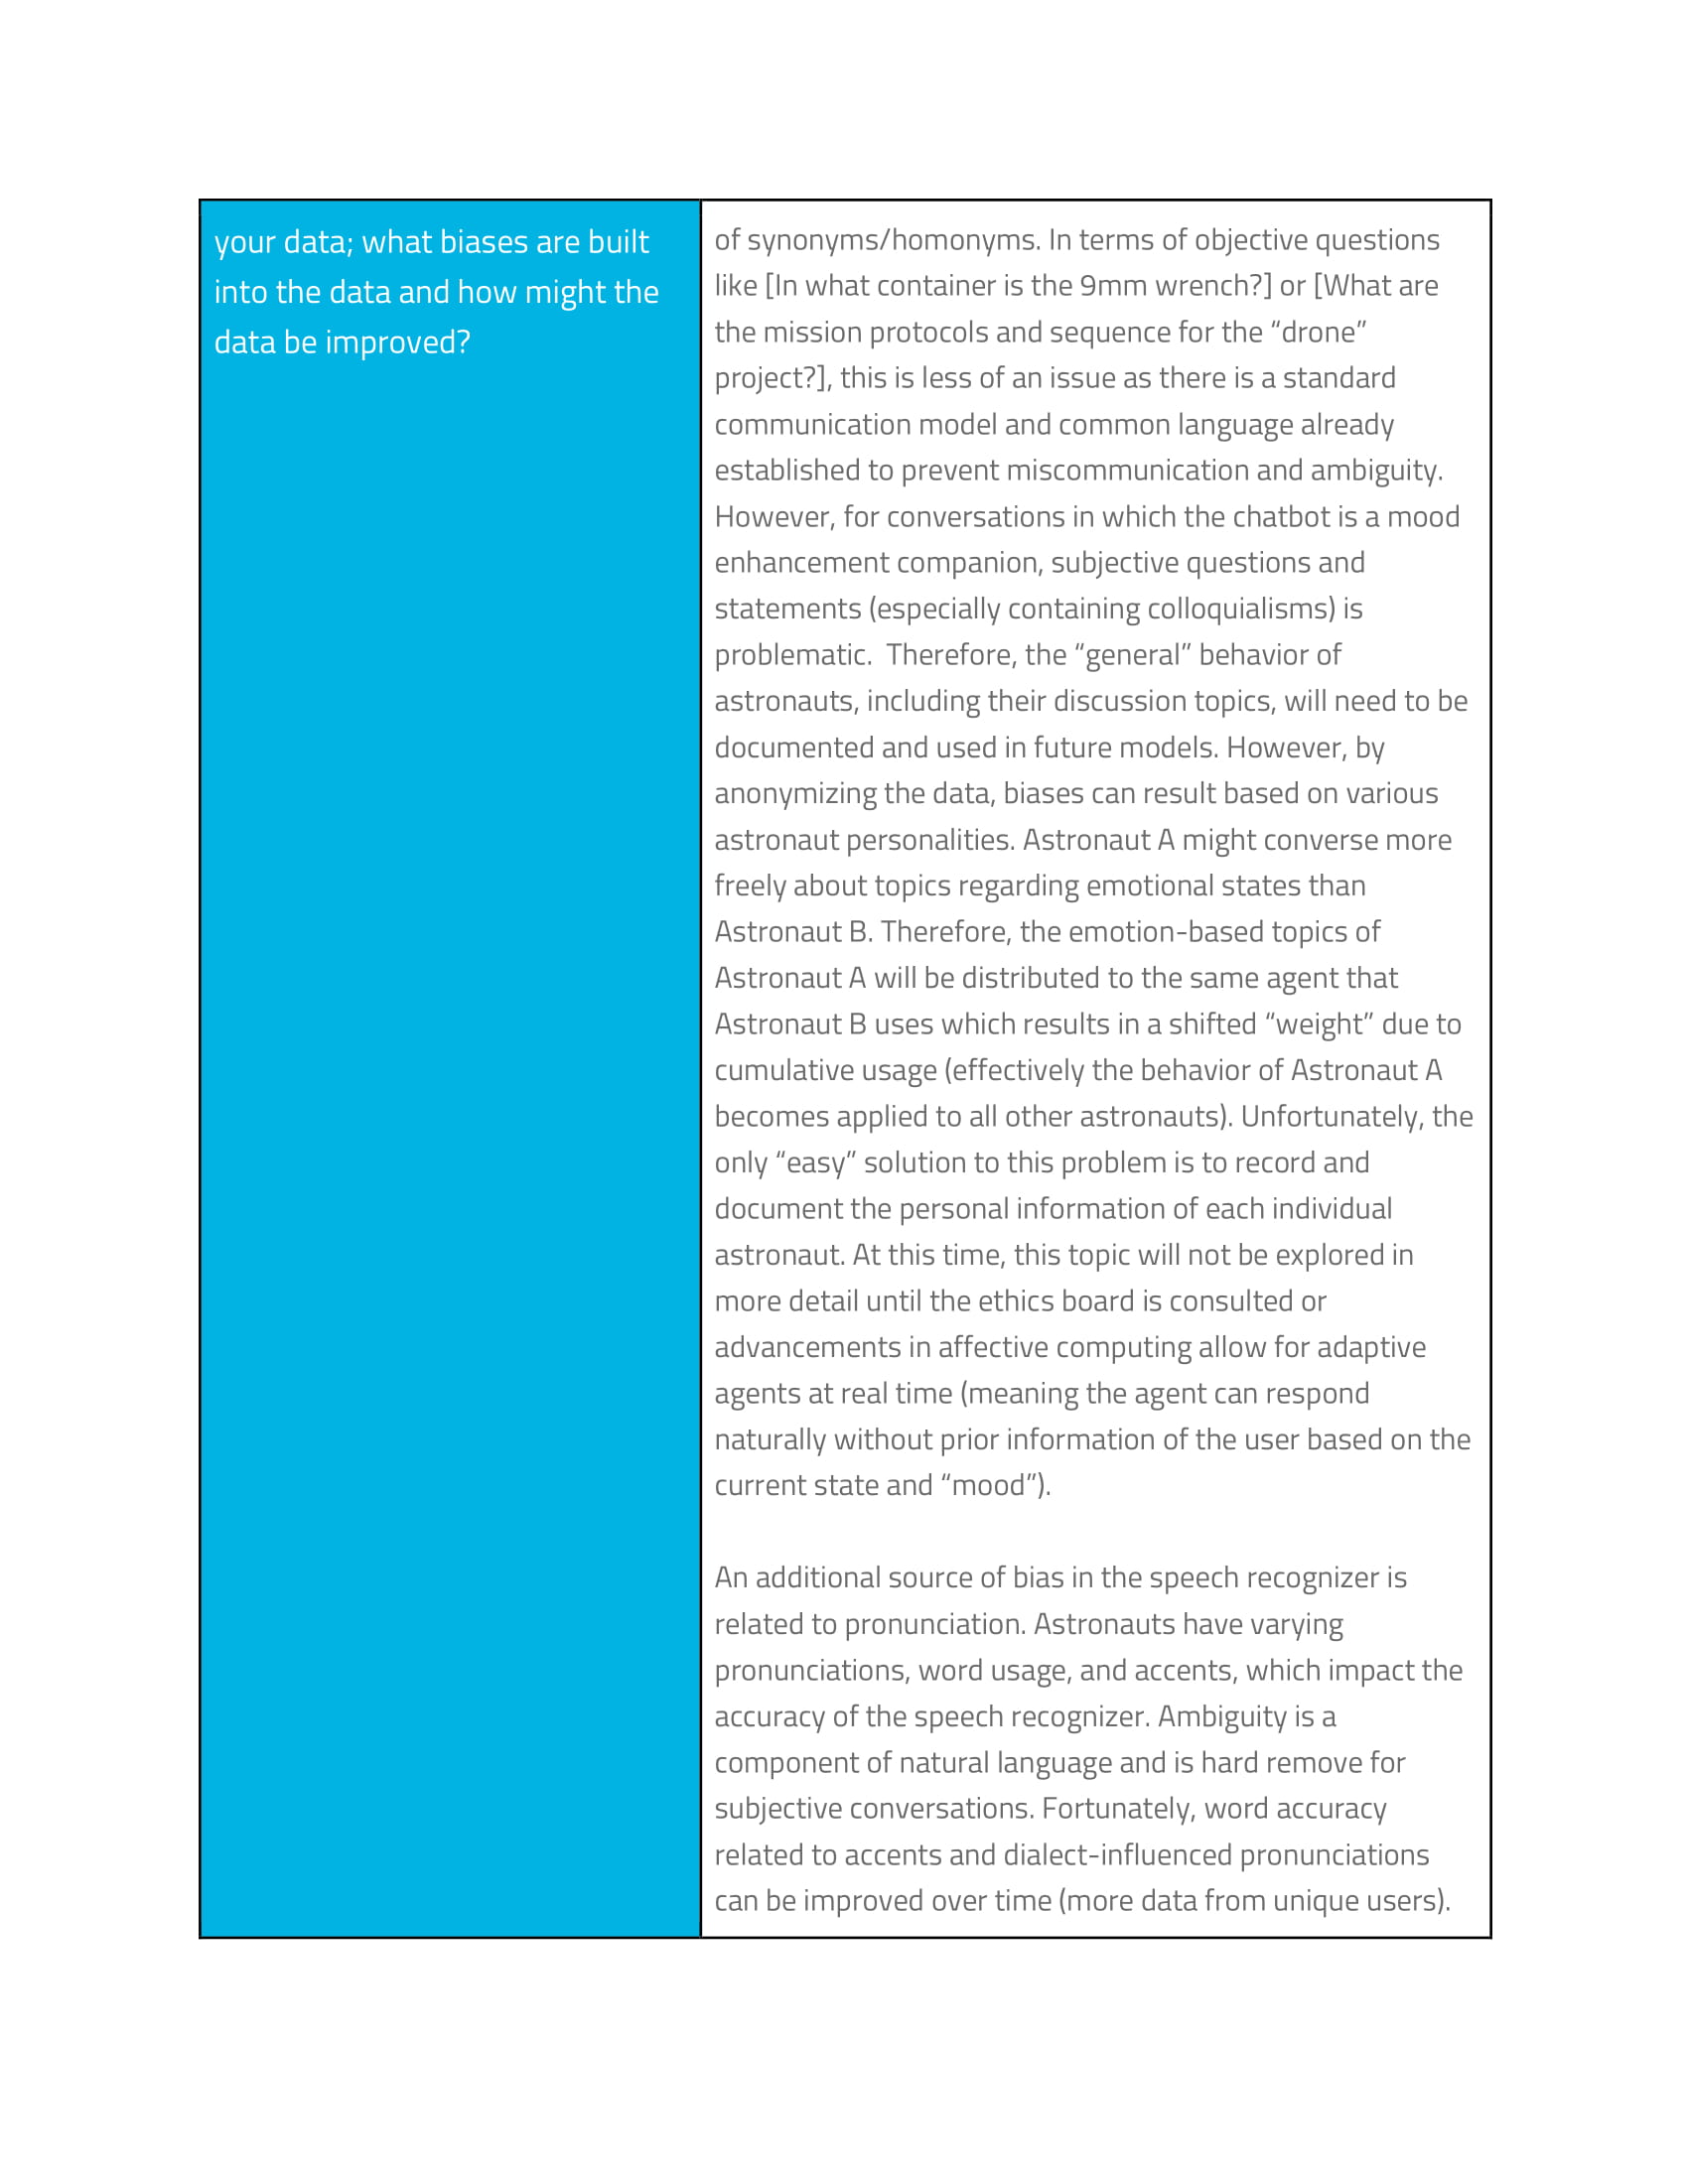 your data; what biases are built
into the data and how might the
data be improved?
of synonyms/homonyms. In terms of objective questions
like [In what container is the 9mm wrench?] or [What are
the mission protocols and sequence for the “drone”
project?], this is less of an issue as there is a standard
communication model and common language already
established to prevent miscommunication and ambiguity.
However, for conversations in which the chatbot is a mood
enhancement companion, subjective questions and
statements (especially containing colloquialisms) is
problematic.  Therefore, the “general” behavior of
astronauts, including their discussion topics, will need to be
documented and used in future models. However, by
anonymizing the data, biases can result based on various
astronaut personalities. Astronaut A might converse more
freely about topics regarding emotional states than
Astronaut B. Therefore, the emotion-based topics of
Astronaut A will be distributed to the same agent that
Astronaut B uses which results in a shifted “weight” due to
cumulative usage (effectively the behavior of Astronaut A
becomes applied to all other astronauts). Unfortunately, the
only “easy” solution to this problem is to record and
document the personal information of each individual
astronaut. At this time, this topic will not be explored in
more detail until the ethics board is consulted or
advancements in affective computing allow for adaptive
agents at real time (meaning the agent can respond
naturally without prior information of the user based on the
current state and “mood”).
An additional source of bias in the speech recognizer is
related to pronunciation. Astronauts have varying
pronunciations, word usage, and accents, which impact the
accuracy of the speech recognizer. Ambiguity is a
component of natural language and is hard remove for
subjective conversations. Fortunately, word accuracy
related to accents and dialect-influenced pronunciations
can be improved over time (more data from unique users).